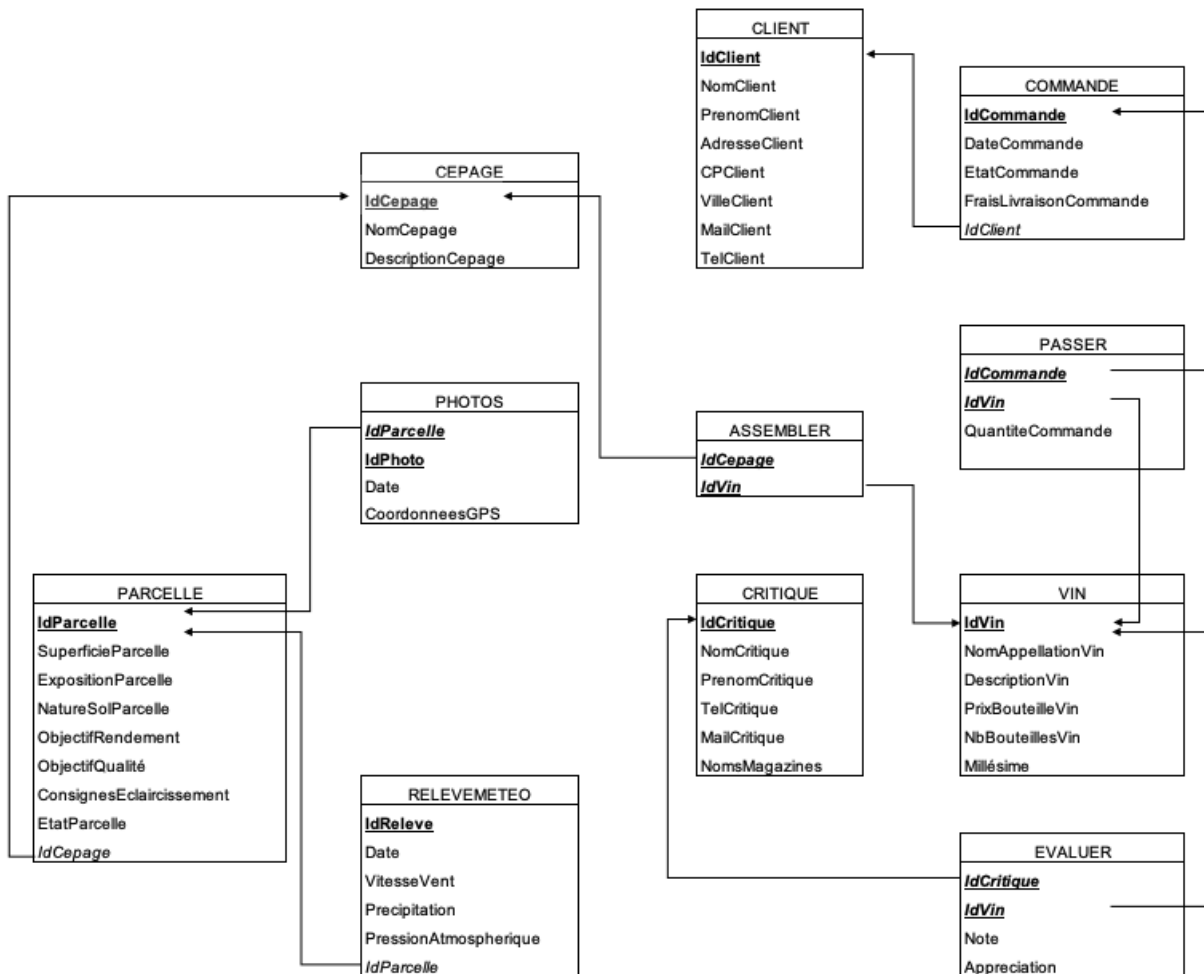 CLIENT
IdClient
NomClient
PrenomClient
AdresseClient
CPClient
VilleClient
MailClient
TelClient
COMMANDE
IdCommande
DateCommande
EtatCommande
FraisLivraisonCommande
IdClient
CEPAGE
IdCepage
NomCepage
DescriptionCepage
PASSER
IdCommande
IdVin
QuantiteCommande
PHOTOS
IdParcelle
IdPhoto
Date
CoordonneesGPS
ASSEMBLER
IdCepage
IdVin
PARCELLE
IdParcelle
SuperficieParcelle
ExpositionParcelle
NatureSolParcelle
ObjectifRendement
ObjectifQualité
ConsignesEclaircissement
EtatParcelle
IdCepage
CRITIQUE
IdCritique
NomCritique
PrenomCritique
TelCritique
MailCritique
NomsMagazines
VIN
IdVin
NomAppellationVin
DescriptionVin
PrixBouteilleVin
NbBouteillesVin
Millésime
RELEVEMETEO
IdReleve
Date
VitesseVent
Precipitation
PressionAtmospherique
IdParcelle
EVALUER
IdCritique
IdVin
Note
Appreciation